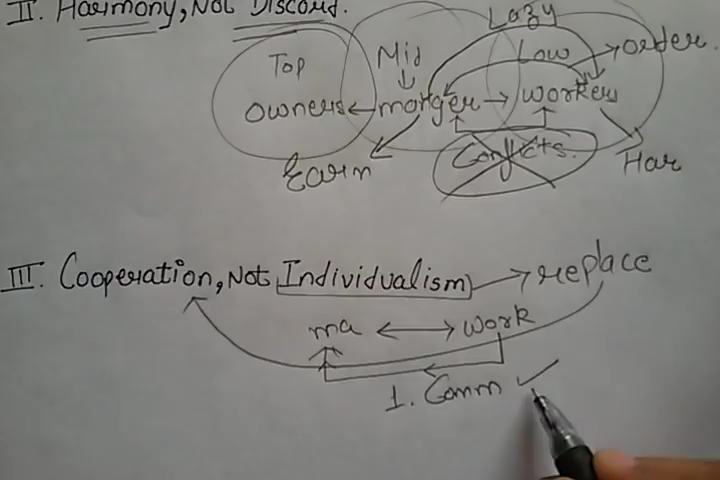 II. Harmony, Not Discord.
Lazy
Top Mid Low order.
owners manger workers
Earn Conflicts. Har
III. Cooperation, Not Individualism replace
ma work
1. Comm